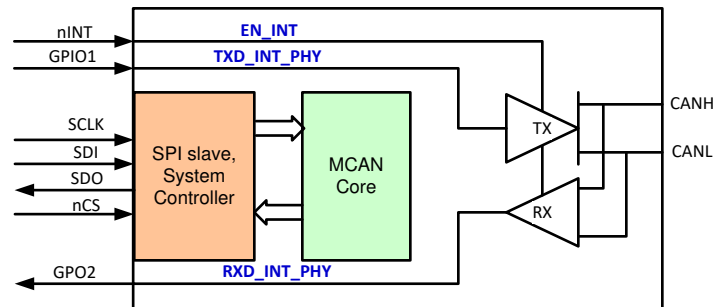 nINT EN_INT
GPIO1 TXD_INT_PHY
SCLK
SDI
SDO
nCS
SPI slave,
System
Controller
MCAN
Core
TX
RX
CANH
CANL
GPO2 RXD_INT_PHY